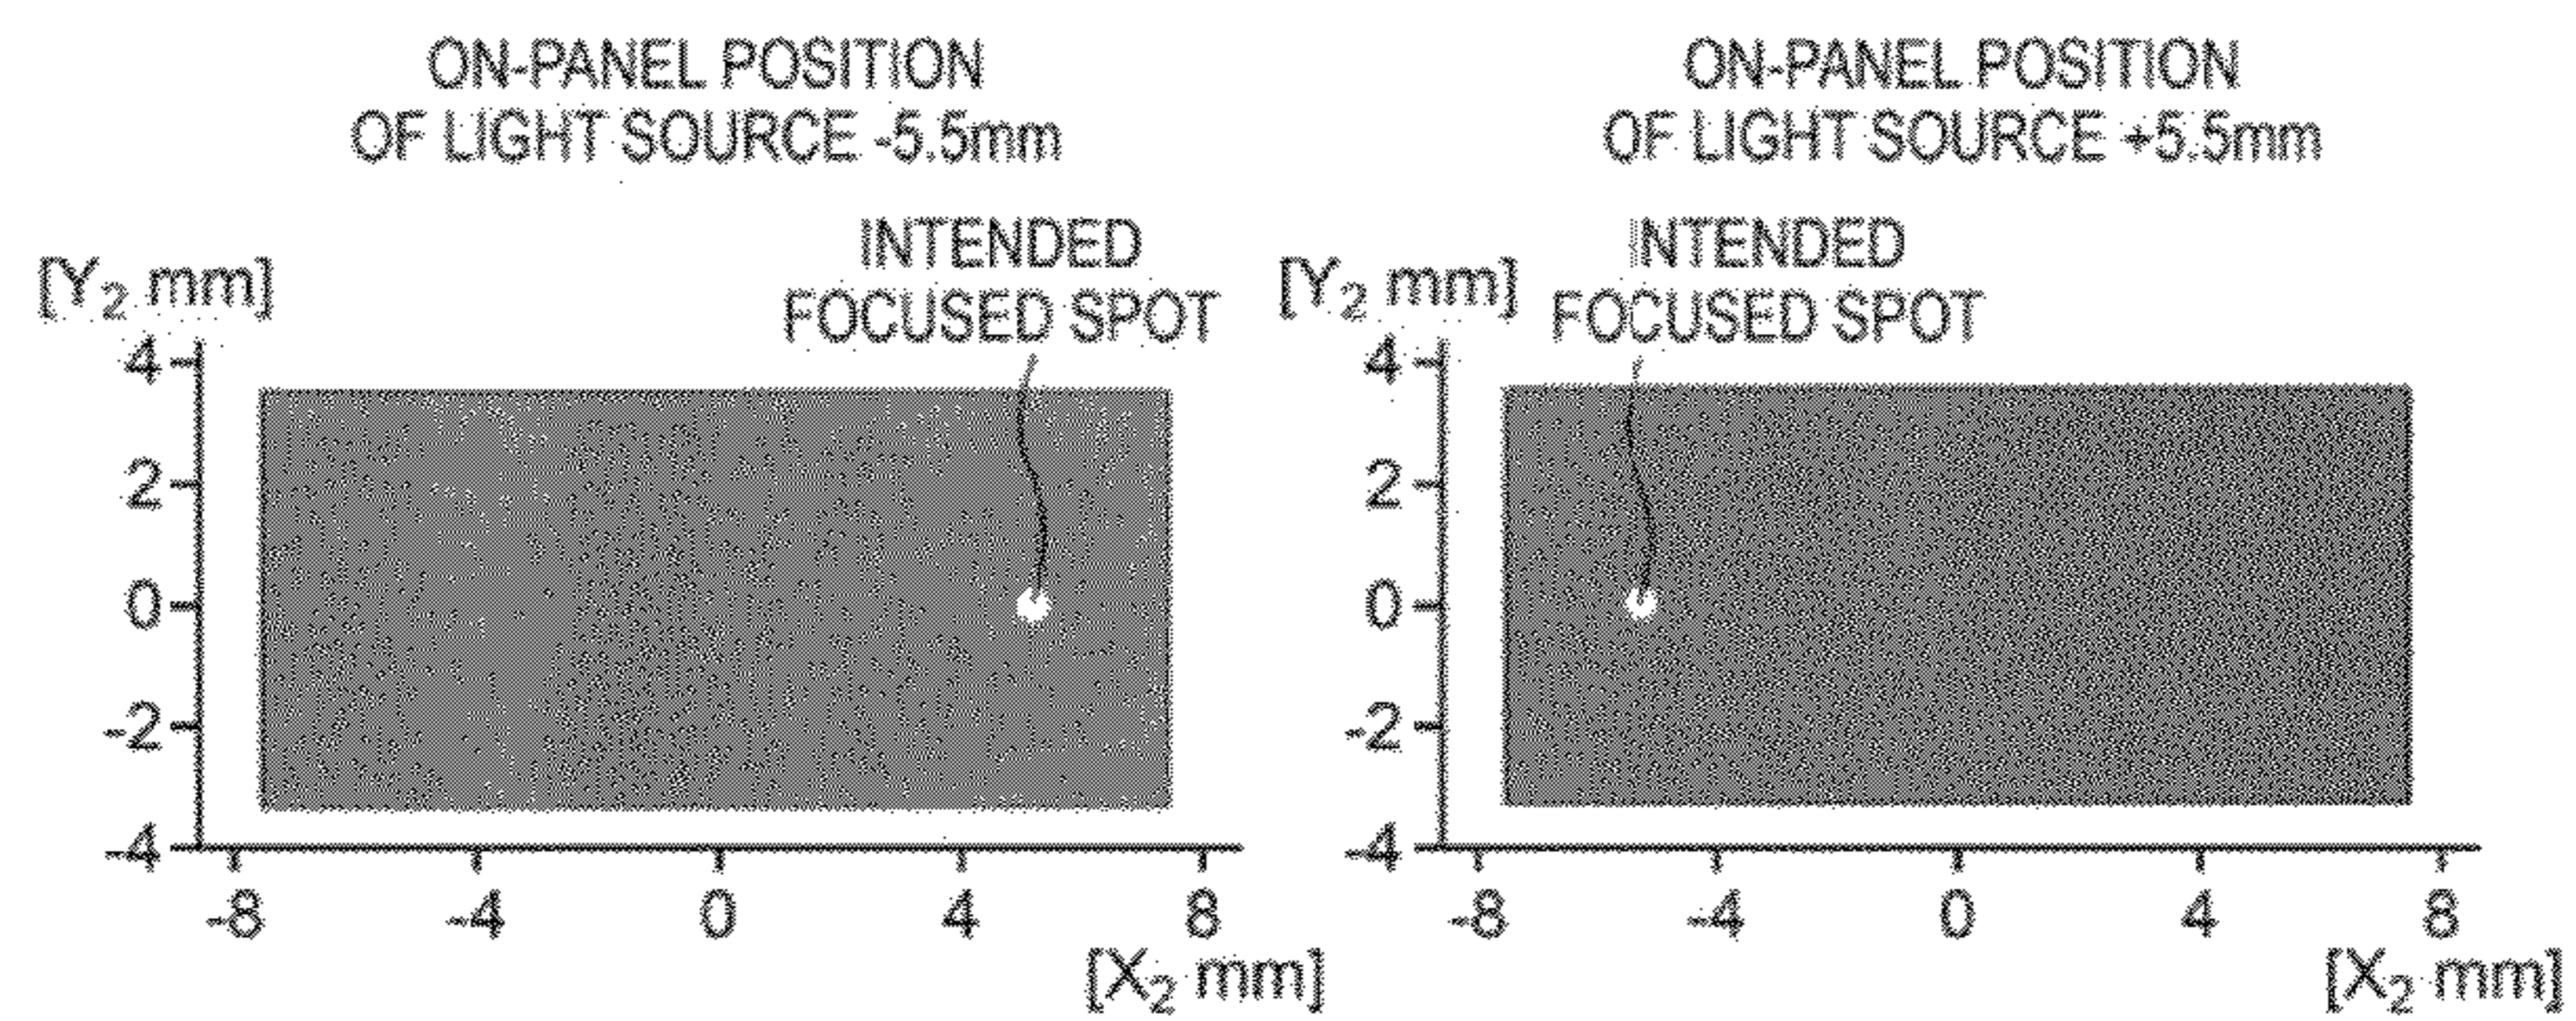 ON-PANEL POSITION
OF LIGHT SOURCE -5.5mm
INTENDED
FOCUSED SPOT
[Y2 mm]
4
2
0
-2
-4
-8 -4 0 4 8
[X2 mm]
ON-PANEL POSITION
OF LIGHT SOURCE +5.5mm
INTENDED
FOCUSED SPOT
[Y2 mm]
4
2
0
-2
-4
-8 -4 0 4 8
[X2 mm]